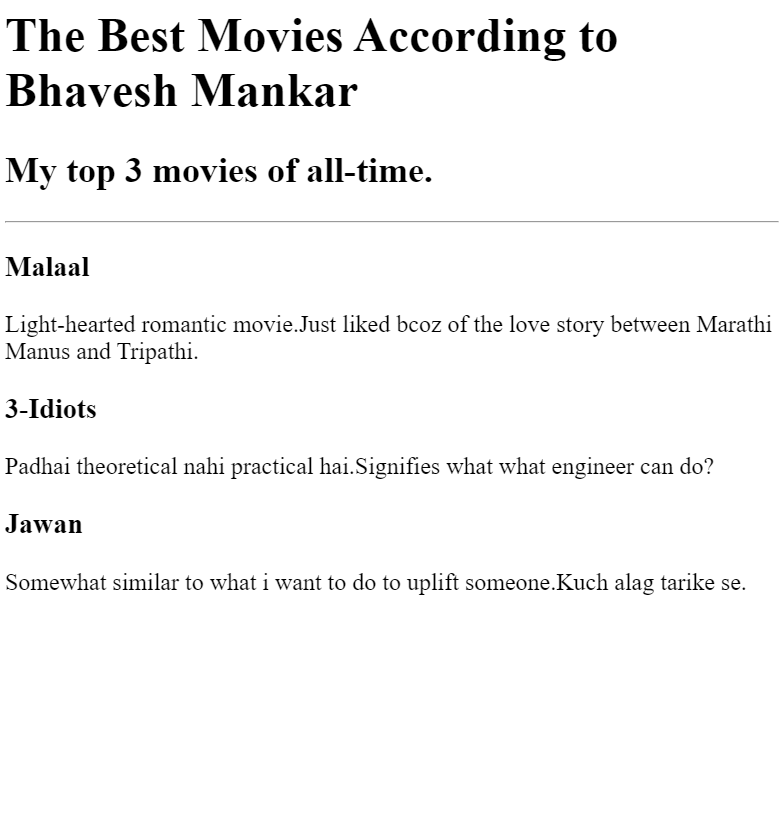 The Best Movies According to
Bhavesh Mankar
My top 3 movies of all-time.
Malaal
Light-hearted romantic movie.Just liked bcoz of the love story between Marathi
Manus and Tripathi.
3-Idiots
Padhai theoretical nahi practical hai.Signifies what what engineer can do?
Jawan
Somewhat similar to what i want to do to uplift someone.Kuch alag tarike se.